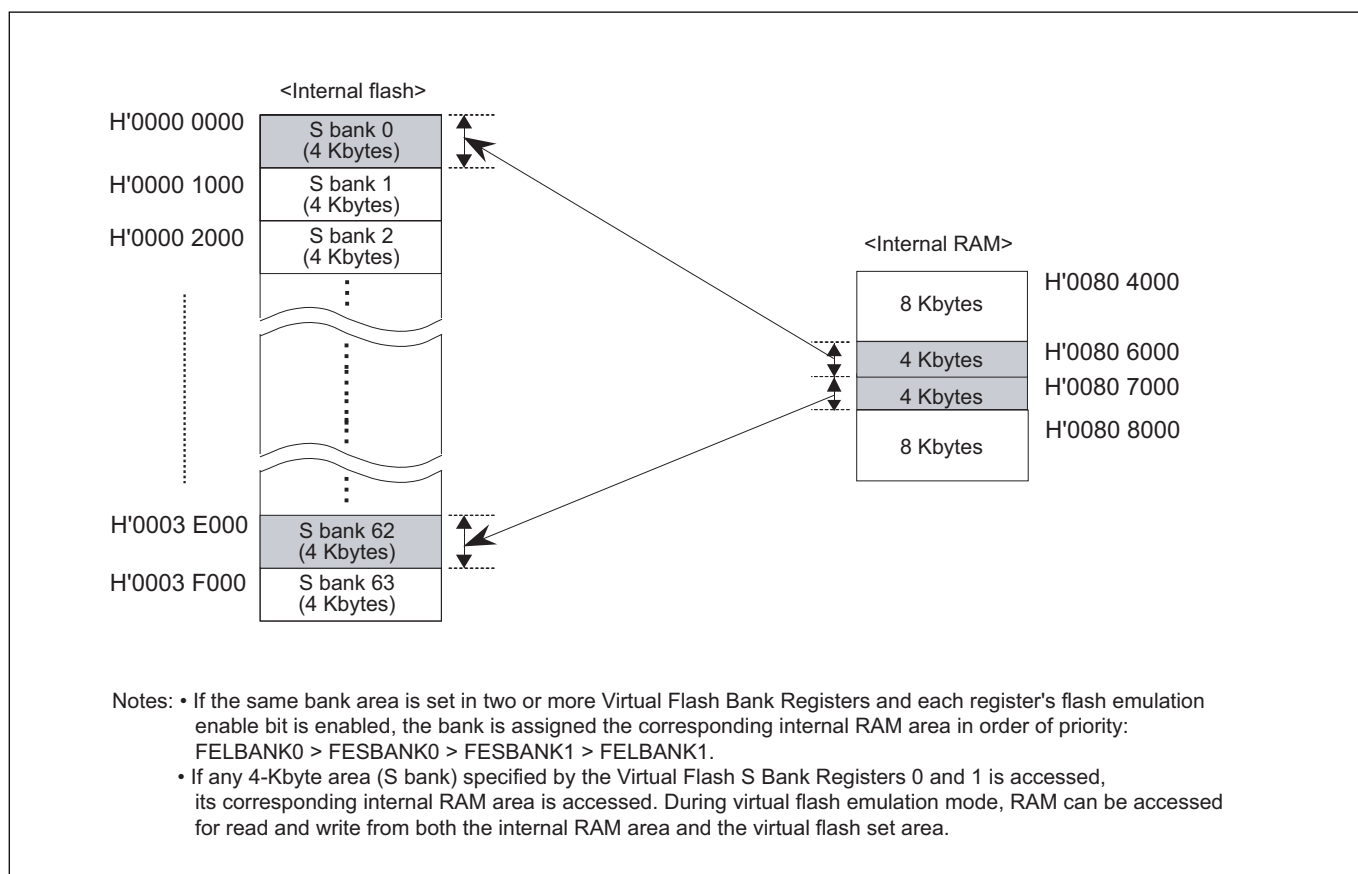 <Internal flash>
H'0000 0000
S bank 0
(4 Kbytes)
H'0000 1000
S bank 1
(4 Kbytes)
H'0000 2000
S bank 2
(4 Kbytes)
H'0003 E000
S bank 62
(4 Kbytes)
H'0003 F000
S bank 63
(4 Kbytes)
<Internal RAM>
H'0080 4000
8 Kbytes
H'0080 6000
4 Kbytes
H'0080 7000
4 Kbytes
H'0080 8000
8 Kbytes
Notes: • If the same bank area is set in two or more Virtual Flash Bank Registers and each register's flash emulation
enable bit is enabled, the bank is assigned the corresponding internal RAM area in order of priority:
FELBANK0 > FESBANK0 > FESBANK1 > FELBANK1.
• If any 4-Kbyte area (S bank) specified by the Virtual Flash S Bank Registers 0 and 1 is accessed,
its corresponding internal RAM area is accessed. During virtual flash emulation mode, RAM can be accessed
for read and write from both the internal RAM area and the virtual flash set area.